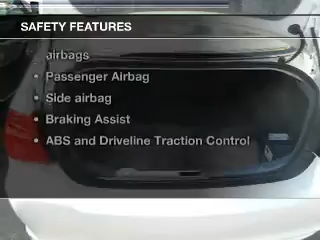 SAFETY FEATURES
airbags
• Passenger Airbag
• Side airbag
• Braking Assist
• ABS and Driveline Traction Control